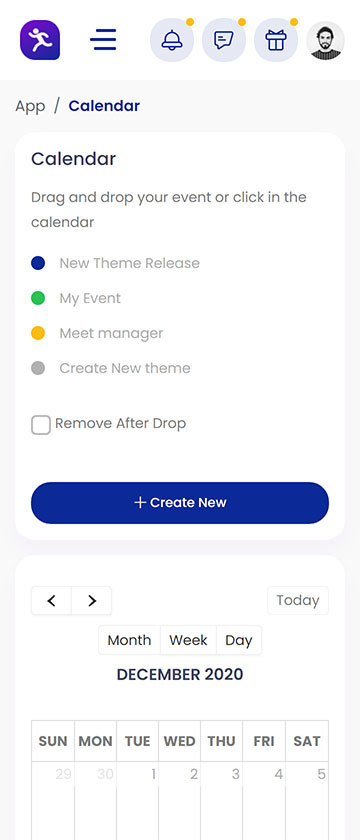 App / Calendar
Calendar
Drag and drop your event or click in the
calendar
New Theme Release
My Event
Meet manager
Create New theme
Remove After Drop
+ Create New
Today
Month Week Day
DECEMBER 2020
SUN MON TUE WED THU FRI SAT
29 30 1 2 3 4 5